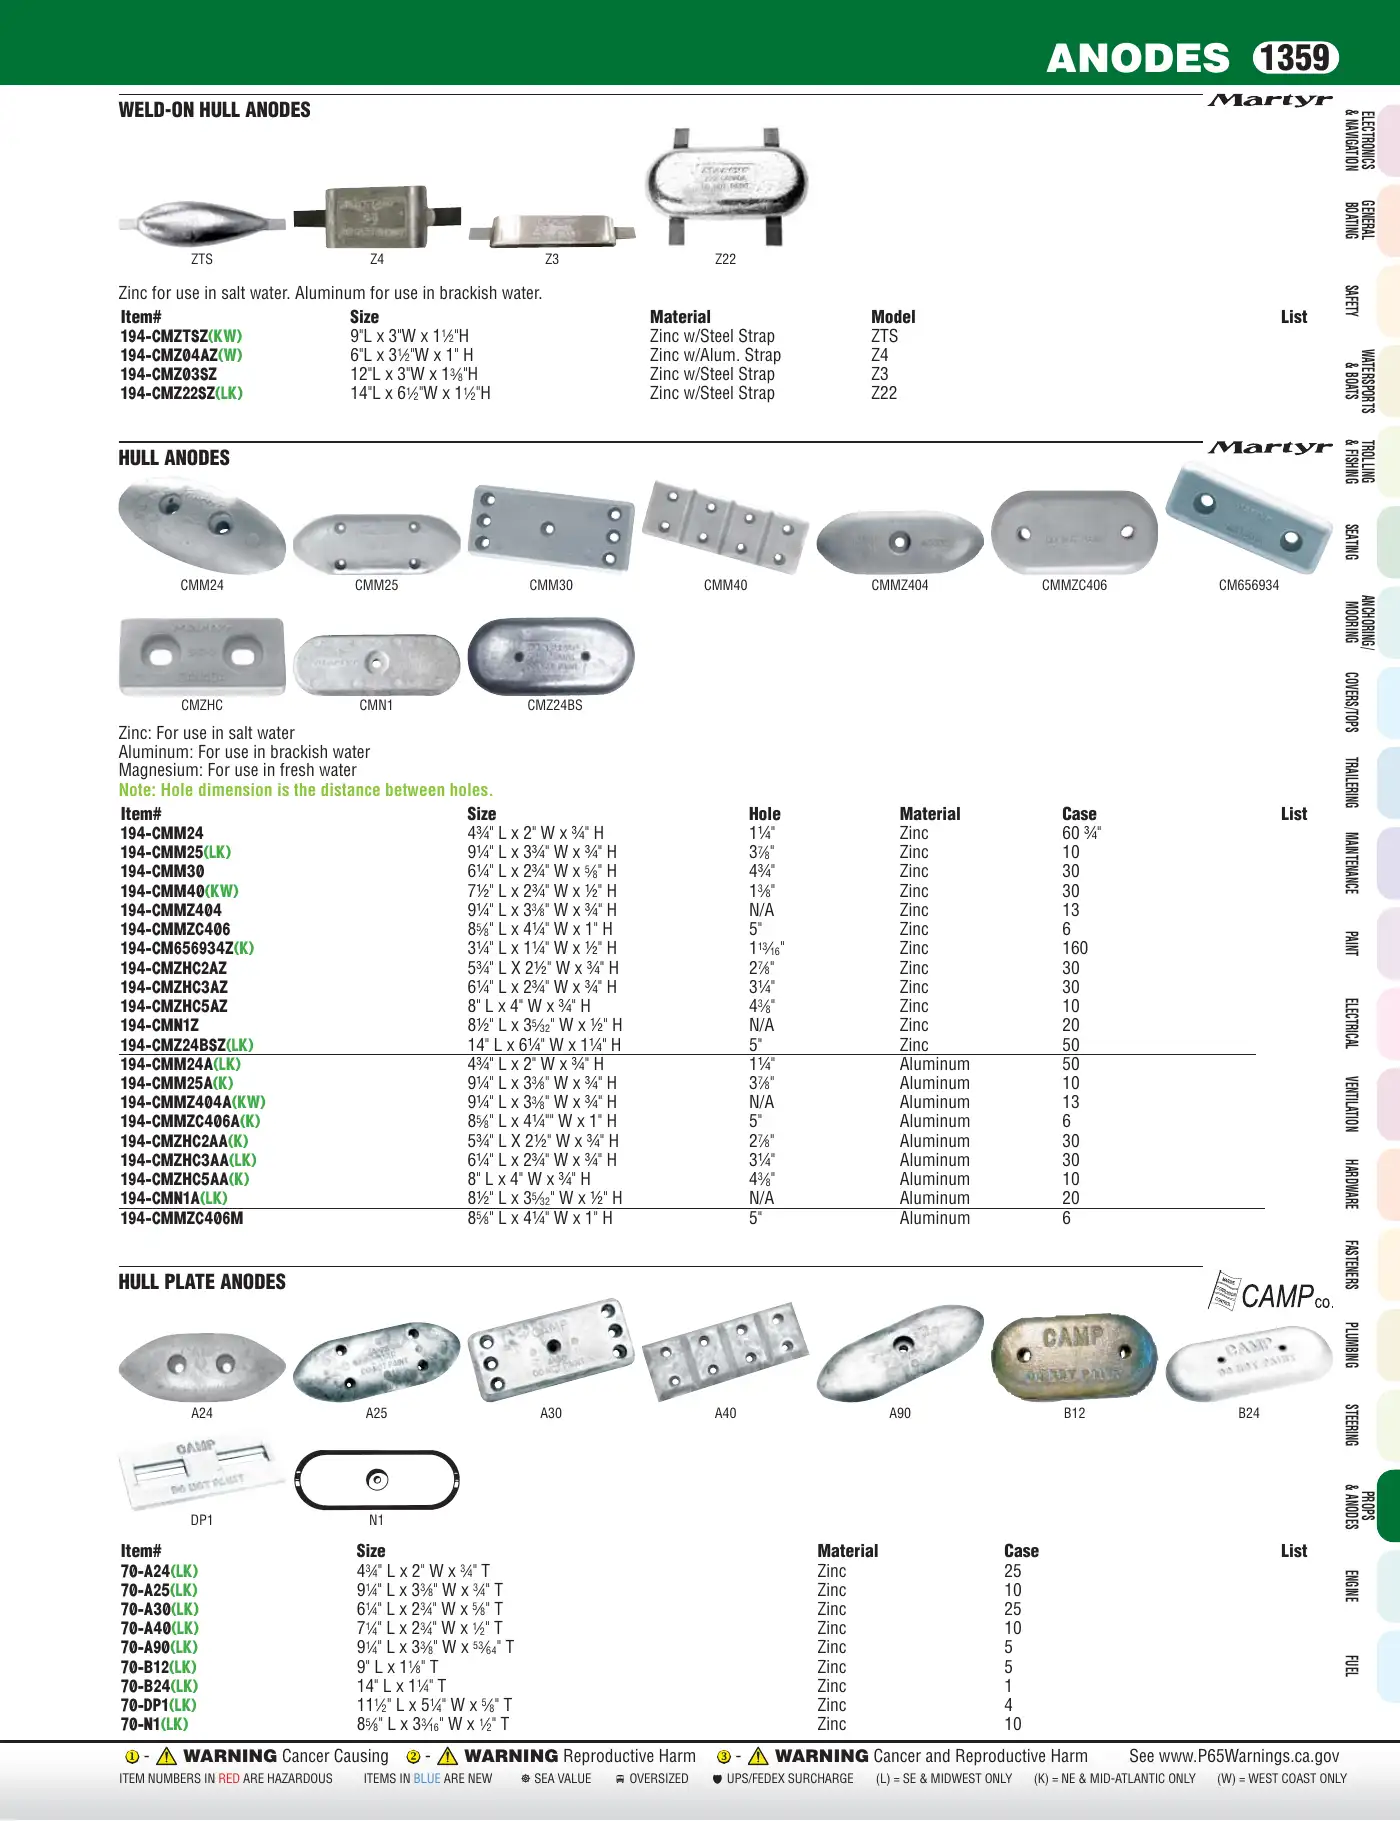 ANODES 1359
WELD-ON HULL ANODES
Martyr
ZTS Z4 Z3 Z22
Zinc for use in salt water. Aluminum for use in brackish water.
Item# Size Material Model List
194-CMZTSZ(KW) 9"L x 3"W x 1½"H Zinc w/Steel Strap ZTS
194-CMZ04AZ(W) 6"L x 3½"W x 1" H Zinc w/Alum. Strap Z4
194-CMZ03SZ 12"L x 3"W x 1⅜"H Zinc w/Steel Strap Z3
194-CMZ22SZ(LK) 14"L x 6½"W x 1½"H Zinc w/Steel Strap Z22
HULL ANODES
Martyr
CMM24 CMM25 CMM30 CMM40 CMMZ404 CMMZC406 CM656934
CMZHC CMN1 CMZ24BS
Zinc: For use in salt water
Aluminum: For use in brackish water
Magnesium: For use in fresh water
Note: Hole dimension is the distance between holes.
Item# Size Hole Material Case List
194-CMM24 4¾" L x 2" W x ¾" H 1¼" Zinc 60 ¾"
194-CMM25(LK) 9¼" L x 3¾" W x ¾" H 3⅞" Zinc 10
194-CMM30 6¼" L x 2¾" W x ⅝" H 4¾" Zinc 30
194-CMM40(KW) 7½" L x 2¾" W x ½" H 1⅜" Zinc 30
194-CMMZ404 9¼" L x 3⅜" W x ¾" H N/A Zinc 13
194-CMMZC406 8⅝" L x 4¼" W x 1" H 5" Zinc 6
194-CM656934Z(K) 3¼" L x 1¼" W x ½" H 1¹³⁄₁₆" Zinc 160
194-CMZHC2AZ 5¾" L X 2½" W x ¾" H 2⅞" Zinc 30
194-CMZHC3AZ 6¼" L x 2¾" W x ¾" H 3¼" Zinc 30
194-CMZHC5AZ 8" L x 4" W x ¾" H 4⅜" Zinc 10
194-CMN1Z 8½" L x 3⁵⁄₃₂" W x ½" H N/A Zinc 20
194-CMZ24BSZ(LK) 14" L x 6¼" W x 1¼" H 5" Zinc 50
194-CMM24A(LK) 4¾" L x 2" W x ¾" H 1¼" Aluminum 50
194-CMM25A(K) 9¼" L x 3⅜" W x ¾" H 3⅞" Aluminum 10
194-CMMZ404A(KW) 9¼" L x 3⅜" W x ¾" H N/A Aluminum 13
194-CMMZC406A(K) 8⅝" L x 4¼"" W x 1" H 5" Aluminum 6
194-CMZHC2AA(K) 5¾" L X 2½" W x ¾" H 2⅞" Aluminum 30
194-CMZHC3AA(LK) 6¼" L x 2¾" W x ¾" H 3¼" Aluminum 30
194-CMZHC5AA(K) 8" L x 4" W x ¾" H 4⅜" Aluminum 10
194-CMN1A(LK) 8½" L x 3⁵⁄₃₂" W x ½" H N/A Aluminum 20
194-CMMZC406M 8⅝" L x 4¼" W x 1" H 5" Aluminum 6
HULL PLATE ANODES
CAMP CO.
A24 A25 A30 A40 A90 B12 B24
DP1 N1
Item# Size Material Case List
70-A24(LK) 4¾" L x 2" W x ¾" T Zinc 25
70-A25(LK) 9¼" L x 3⅜" W x ¾" T Zinc 10
70-A30(LK) 6¼" L x 2¾" W x ⅝" T Zinc 25
70-A40(LK) 7¼" L x 2¾" W x ½" T Zinc 10
70-A90(LK) 9¼" L x 3⅜" W x ⁵³⁄₆₄" T Zinc 5
70-B12(LK) 9" L x 1⅛" T Zinc 5
70-B24(LK) 14" L x 1¼" T Zinc 1
70-DP1(LK) 11½" L x 5¼" W x ⅝" T Zinc 4
70-N1(LK) 8⅝" L x 3³⁄₁₆" W x ½" T Zinc 10
1 - WARNING Cancer Causing 2 - WARNING Reproductive Harm 3 - WARNING Cancer and Reproductive Harm See www.P65Warnings.ca.gov
ITEM NUMBERS IN RED ARE HAZARDOUS ITEMS IN BLUE ARE NEW SEA VALUE OVERSIZED UPS/FEDEX SURCHARGE (L) = SE & MIDWEST ONLY (K) = NE & MID-ATLANTIC ONLY (W) = WEST COAST ONLY
ELECTRONICS
& NAVIGATION
GENERAL
BOATING
SAFETY
WATERSPORTS
& BOATS
TROLLING
& FISHING
SEATING
ANCHORING/
MOORING
COVERS/TOPS
TRAILERING
MAINTENANCE
PAINT
ELECTRICAL
VENTILATION
HARDWARE
FASTENERS
PLUMBING
STEERING
PROPS
& ANODES
ENGINE
FUEL